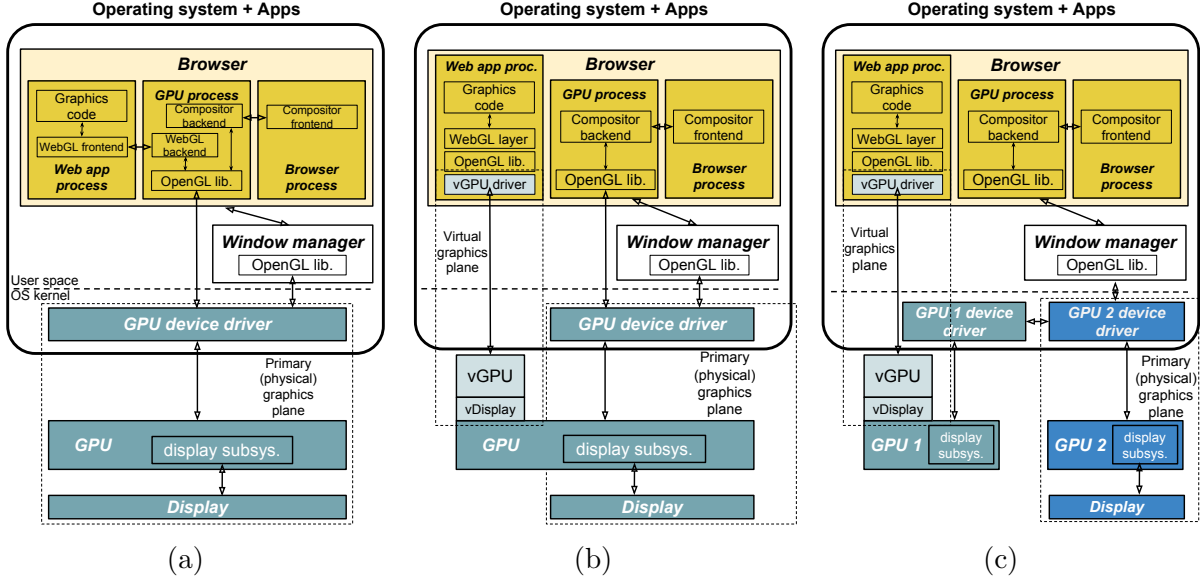 Operating system + Apps
Browser
Graphics
code
WebGL frontend
Web app
process
GPU process
Compositor
backend
WebGL
backend
OpenGL lib.
Compositor
frontend
Browser
process
Window manager
OpenGL lib.
User space
OS kernel
GPU device driver
Primary
(physical)
graphics
plane
GPU
display subsys.
Display
(a)
Operating system + Apps
Web app proc.
Browser
Graphics
code
WebGL layer
OpenGL lib.
vGPU driver
GPU process
Compositor
backend
OpenGL lib.
Compositor
frontend
Browser
process
Virtual
graphics
plane
Window manager
OpenGL lib.
GPU device driver
vGPU
vDisplay
Primary
(physical)
graphics
plane
GPU
display subsys.
Display
(b)
Operating system + Apps
Web app proc.
Browser
Graphics
code
WebGL layer
OpenGL lib.
vGPU driver
GPU process
Compositor
backend
OpenGL lib.
Compositor
frontend
Browser
process
Virtual
graphics
plane
Window manager
OpenGL lib.
GPU 1 device
driver
GPU 2 device
driver
vGPU
vDisplay
Primary
(physical)
graphics
plane
GPU 1
display
subsys.
GPU 2
display
subsys.
Display
(c)